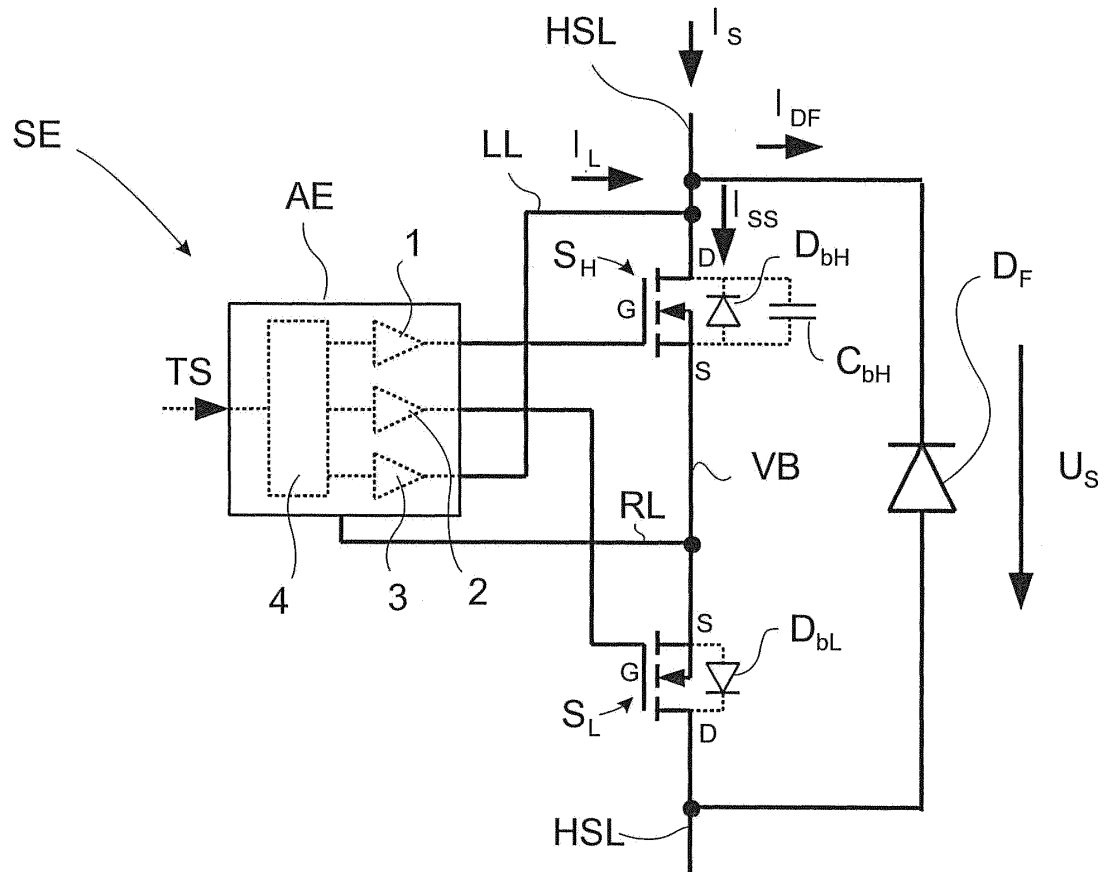 HSL
I_S
I_DF
SE
LL
I_L
AE
I_SS
1
S_H
D
D_bH
D_F
G
TS
S
C_bH
VB
U_S
RL
4
3
2
S
D_bL
G
S_L
D
HSL